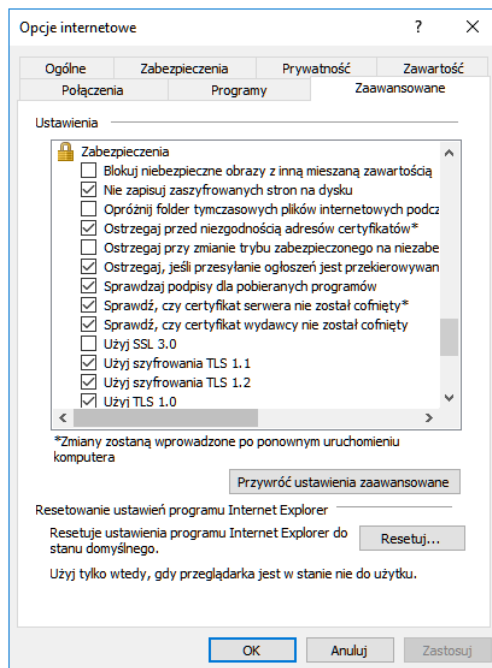 Opcje internetowe
Ogólne Zabezpieczenia Prywatność Zawartość
Połączenia Programy Zaawansowane
Ustawienia
Zabezpieczenia
Blokuj niebezpieczne obrazy z inną mieszaną zawartością
Nie zapisuj zaszyfrowanych stron na dysku
Opróżnij folder tymczasowych plików internetowych podcz
Ostrzegaj przed niezgodnością adresów certyfikatów*
Ostrzegaj przy zmianie trybu zabezpieczonego na niezabe
Ostrzegaj, jeśli przesyłanie ogłoszeń jest przekierowywan
Sprawdzaj podpisy dla pobieranych programów
Sprawdź, czy certyfikat serwera nie został cofnięty*
Sprawdź, czy certyfikat wydawcy nie został cofnięty
Użyj SSL 3.0
Użyj szyfrowania TLS 1.1
Użyj szyfrowania TLS 1.2
Użyj TLS 1.0
*Zmiany zostaną wprowadzone po ponownym uruchomieniu
komputera
Przywróć ustawienia zaawansowane
Resetowanie ustawień programu Internet Explorer
Resetuje ustawienia programu Internet Explorer do
stanu domyślnego.
Resetuj...
Użyj tylko wtedy, gdy przeglądarka jest w stanie nie do użytku.
OK Anuluj Zastosuj